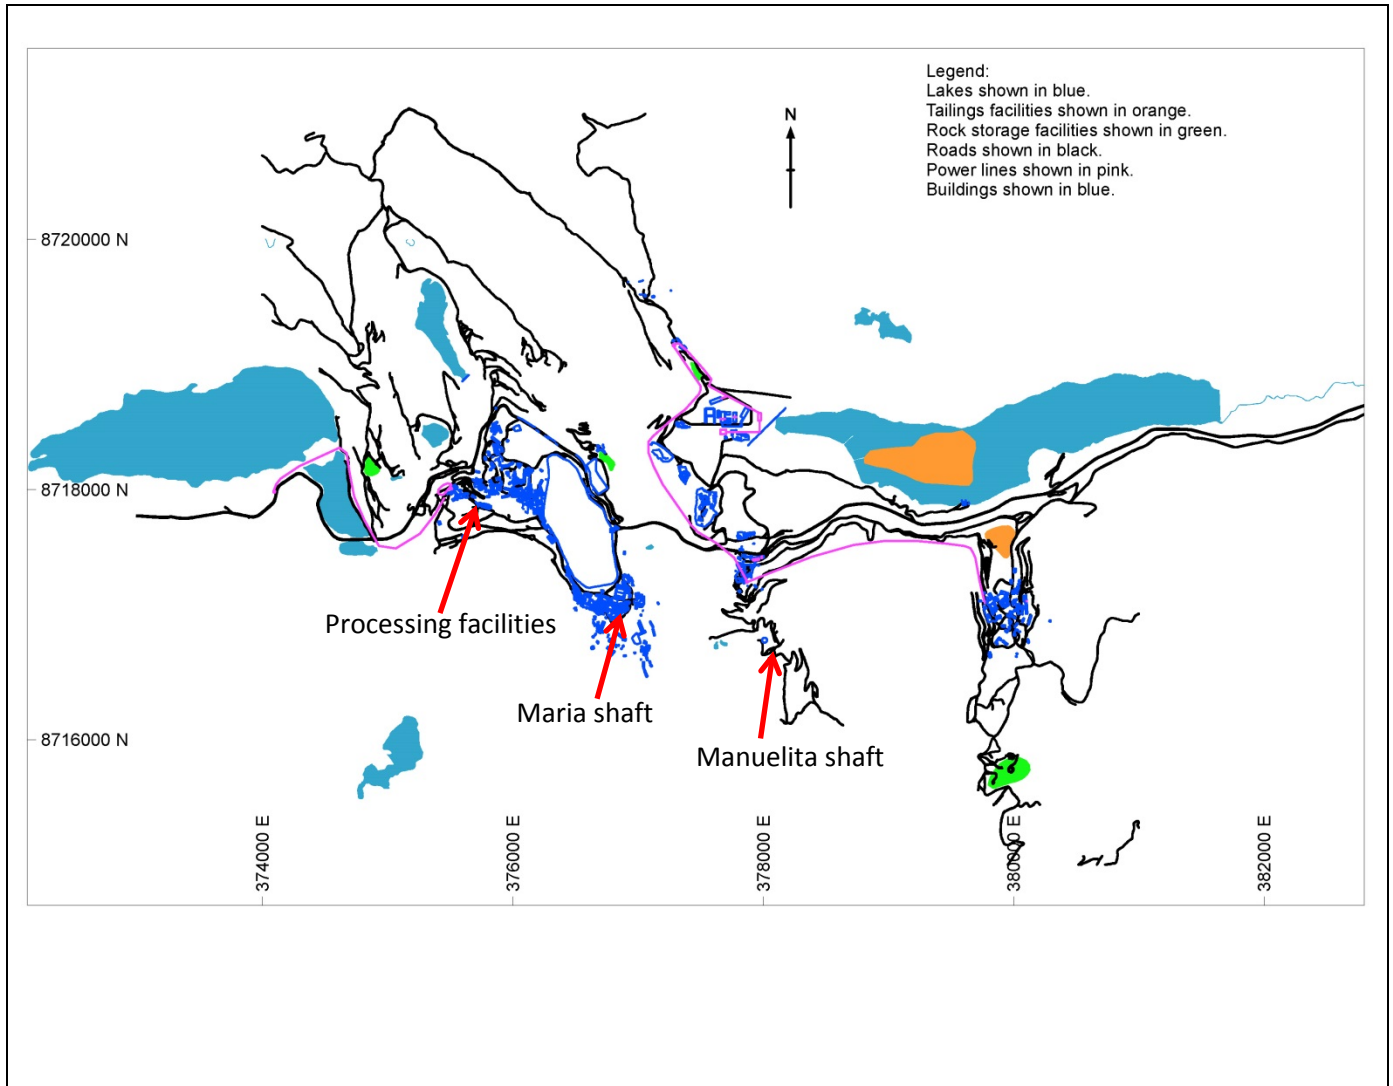 Legend:
Lakes shown in blue.
Tailings facilities shown in orange.
Rock storage facilities shown in green.
Roads shown in black.
Power lines shown in pink.
Buildings shown in blue.
N
8720000 N
8718000 N
Processing facilities
Maria shaft
Manuelita shaft
8716000 N
374000 E
376000 E
378000 E
380000 E
382000 E